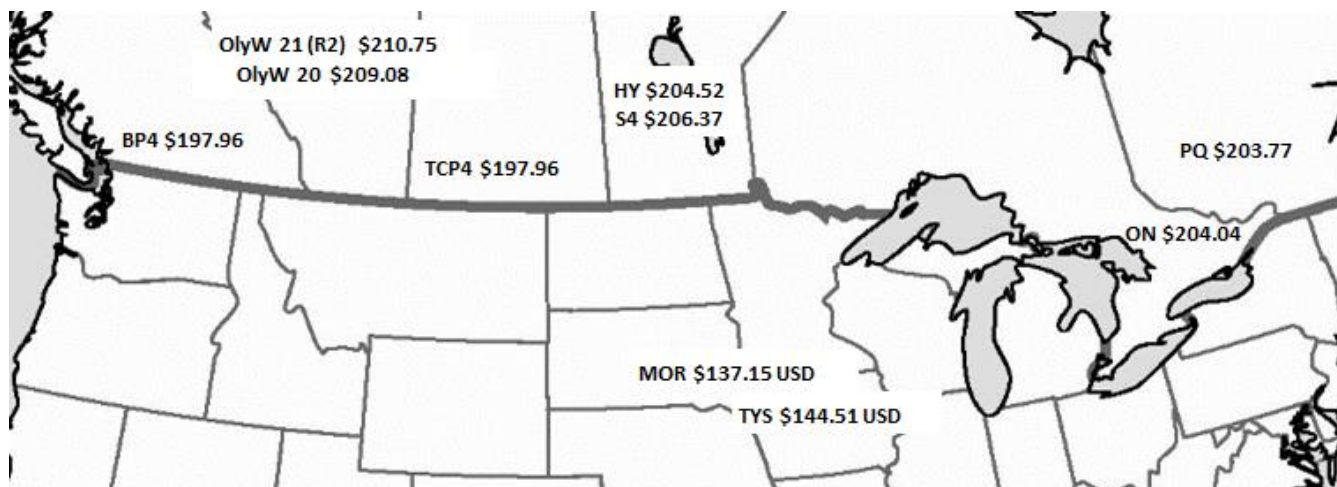 OlyW 21 (R2) $210.75
OlyW 20 $209.08
HY $204.52
S4 $206.37
BP4 $197.96
TCP4 $197.96
PQ $203.77
ON $204.04
MOR $137.15 USD
TYS $144.51 USD